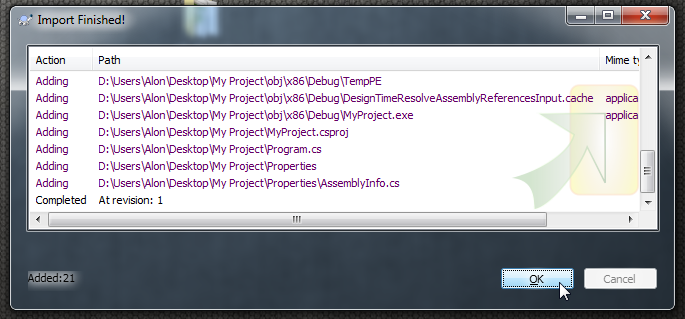 Import Finished!
Action Path Mime ty
Adding D:\Users\Alon\Desktop\My Project\obj\x86\Debug\TempPE
Adding D:\Users\Alon\Desktop\My Project\obj\x86\Debug\DesignTimeResolveAssemblyReferencesInput.cache applica
Adding D:\Users\Alon\Desktop\My Project\obj\x86\Debug\MyProject.exe applica
Adding D:\Users\Alon\Desktop\My Project\MyProject.csproj
Adding D:\Users\Alon\Desktop\My Project\Program.cs
Adding D:\Users\Alon\Desktop\My Project\Properties
Adding D:\Users\Alon\Desktop\My Project\Properties\AssemblyInfo.cs
Completed At revision: 1
Added:21 OK Cancel